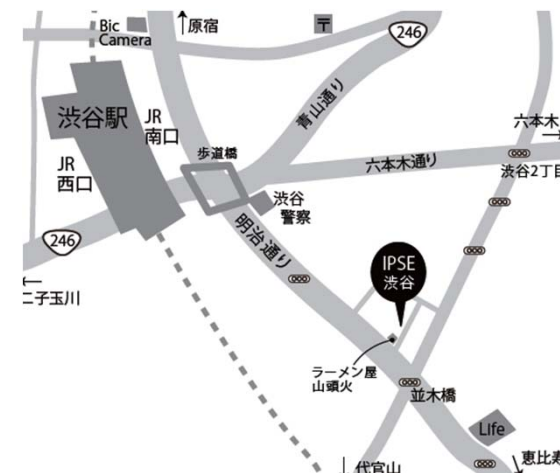 Bic
Camera
原宿
〒
246
渋谷駅
JR
南口
JR
西口
青山通り
歩道橋
六本木通り
六本木
渋谷2丁目
渋谷
警察
246
二子玉川
明治通り
IPSE
渋谷
ラーメン屋
山頭火
並木橋
Life
代官山
恵比寿